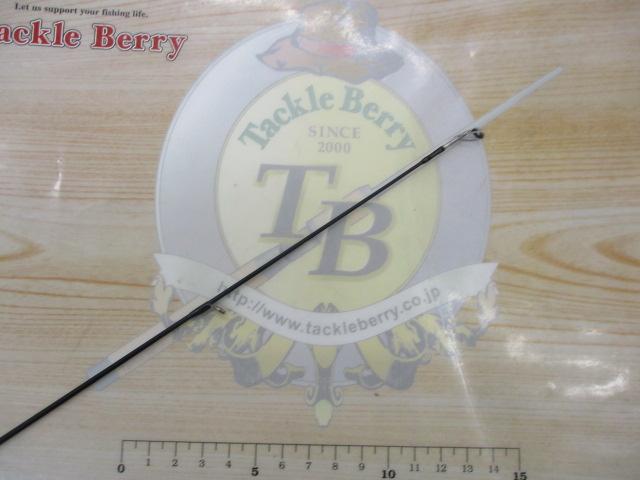 Let us support your fishing life.
ackle Berry
Tackle Berry
SINCE
2000
TB
http://www.tackleberry.co.jp
0 1 2 3 4 5 6 7 8 9 10 11 12 13 14 15